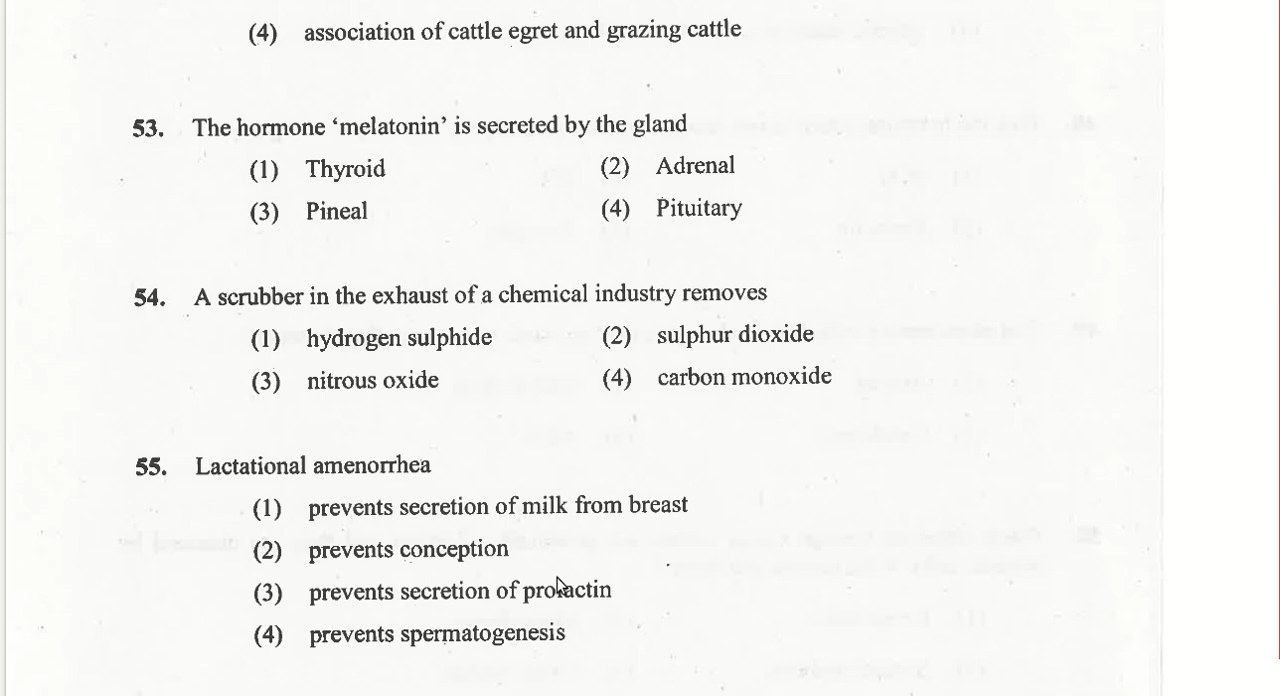 (4) association of cattle egret and grazing cattle
53. The hormone ‘melatonin’ is secreted by the gland
(1) Thyroid (2) Adrenal
(3) Pineal (4) Pituitary
54. A scrubber in the exhaust of a chemical industry removes
(1) hydrogen sulphide (2) sulphur dioxide
(3) nitrous oxide (4) carbon monoxide
55. Lactational amenorrhea
(1) prevents secretion of milk from breast
(2) prevents conception
(3) prevents secretion of prolactin
(4) prevents spermatogenesis